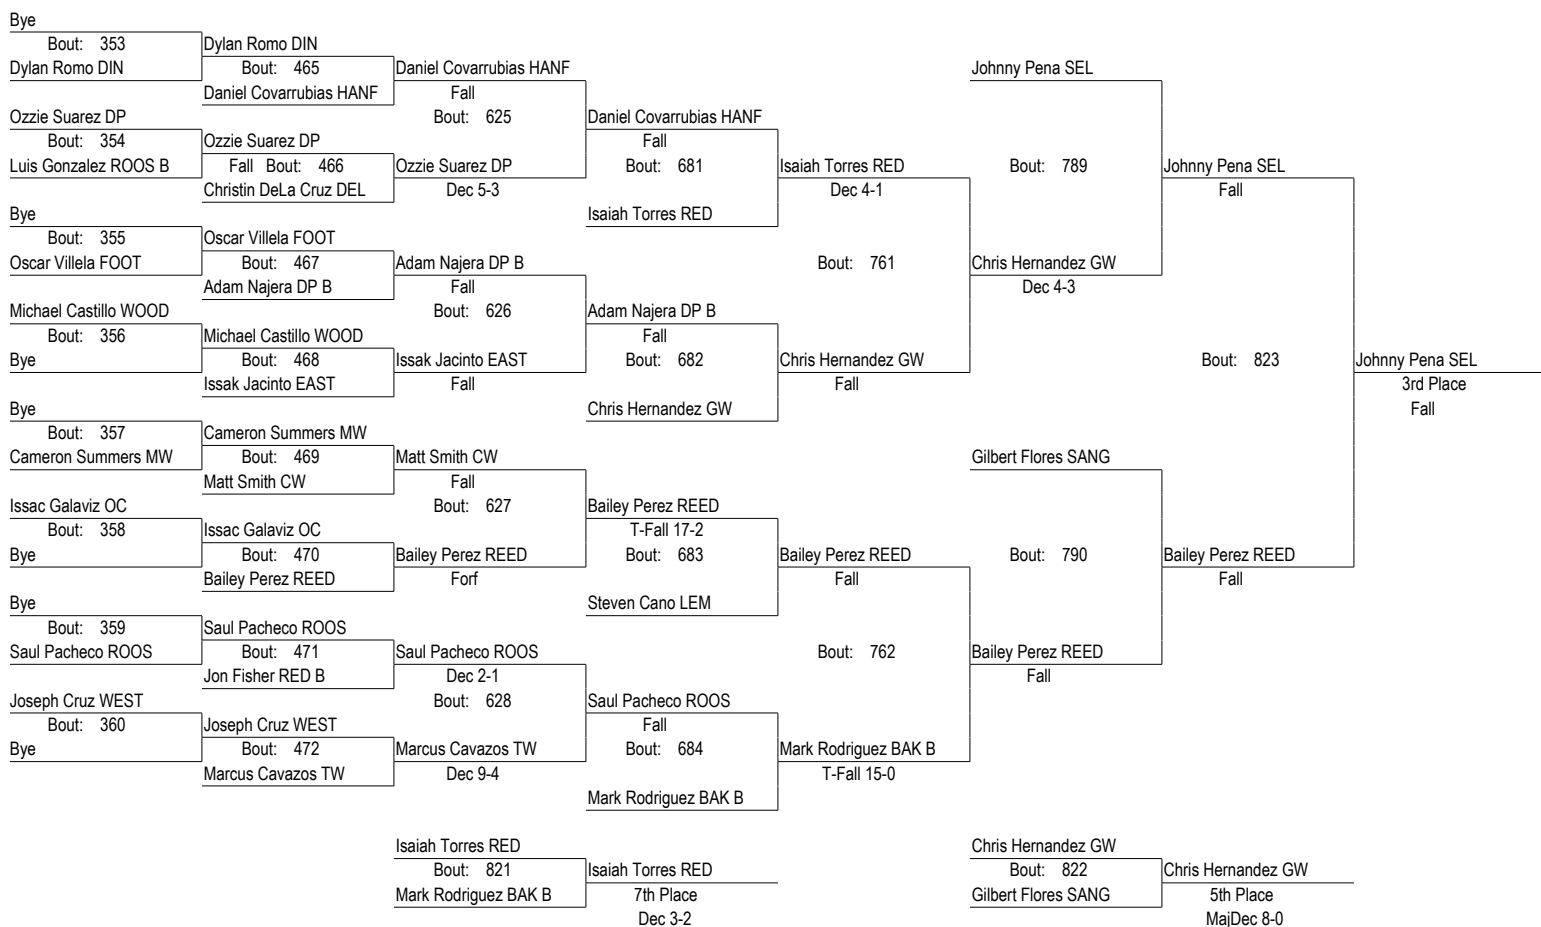 Bye
Bout: 353
Dylan Romo DIN
Dylan Romo DIN
Bout: 465
Daniel Covarrubias HANF
Daniel Covarrubias HANF
Fall
Bout: 625
Ozzie Suarez DP
Bout: 354
Luis Gonzalez ROOS B
Ozzie Suarez DP
Fall Bout: 466
Christin DeLa Cruz DEL
Ozzie Suarez DP
Dec 5-3
Daniel Covarrubias HANF
Fall
Bout: 681
Isaiah Torres RED
Isaiah Torres RED
Dec 4-1
Bye
Bout: 355
Oscar Villela FOOT
Oscar Villela FOOT
Bout: 467
Adam Najera DP B
Adam Najera DP B
Fall
Bout: 626
Michael Castillo WOOD
Bout: 356
Bye
Michael Castillo WOOD
Bout: 468
Issak Jacinto EAST
Issak Jacinto EAST
Fall
Adam Najera DP B
Fall
Bout: 682
Chris Hernandez GW
Chris Hernandez GW
Fall
Bout: 761
Johnny Pena SEL
Bout: 789
Chris Hernandez GW
Dec 4-3
Johnny Pena SEL
Fall
Bye
Bout: 357
Cameron Summers MW
Cameron Summers MW
Bout: 469
Matt Smith CW
Matt Smith CW
Fall
Bout: 627
Issac Galaviz OC
Bout: 358
Bye
Issac Galaviz OC
Bout: 470
Bailey Perez REED
Bailey Perez REED
Forf
Bailey Perez REED
T-Fall 17-2
Bout: 683
Steven Cano LEM
Bailey Perez REED
Fall
Bye
Bout: 359
Saul Pacheco ROOS
Saul Pacheco ROOS
Bout: 471
Jon Fisher RED B
Saul Pacheco ROOS
Dec 2-1
Bout: 628
Joseph Cruz WEST
Bout: 360
Bye
Joseph Cruz WEST
Bout: 472
Marcus Cavazos TW
Marcus Cavazos TW
Dec 9-4
Saul Pacheco ROOS
Fall
Bout: 684
Mark Rodriguez BAK B
Mark Rodriguez BAK B
T-Fall 15-0
Bout: 762
Gilbert Flores SANG
Bout: 790
Bailey Perez REED
Fall
Bailey Perez REED
Fall
Bout: 823
Johnny Pena SEL
3rd Place
Fall
Isaiah Torres RED
Bout: 821
Mark Rodriguez BAK B
Isaiah Torres RED
7th Place
Dec 3-2
Chris Hernandez GW
Bout: 822
Gilbert Flores SANG
Chris Hernandez GW
5th Place
MajDec 8-0